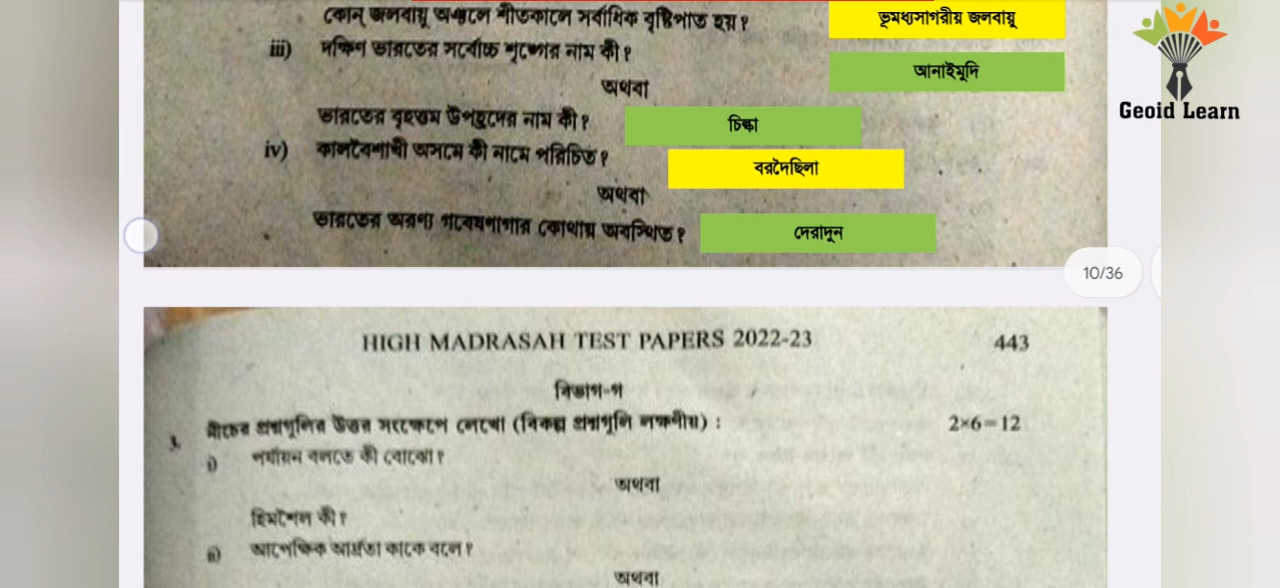 কোন্ জলবায়ু অঞ্চলে শীতকালে সর্বাধিক বৃষ্টিপাত হয় ? ভূমধ্যসাগরীয় জলবায়ু
iii) দক্ষিণ ভারতের সর্বোচ্চ শৃঙ্গের নাম কী ? আনাইমুদি
অথবা
ভারতের বৃহত্তম উপহ্রদের নাম কী ? চিল্কা
iv) কালবৈশাখী অসমে কী নামে পরিচিত ? বরদৈছিলা
অথবা
ভারতের অরণ্য গবেষণাগার কোথায় অবস্থিত ? দেরাদুন
Geoid Learn
10/36
HIGH MADRASAH TEST PAPERS 2022-23 443
বিভাগ-গ
3. নীচের প্রশ্নগুলির উত্তর সংক্ষেপে লেখো (বিকল্প প্রশ্নগুলি লক্ষণীয়) : 2×6=12
i) পর্যায়ন বলতে কী বোঝো ?
অথবা
হিমশৈল কী ?
ii) আপেক্ষিক আর্দ্রতা কাকে বলে ?
অথবা